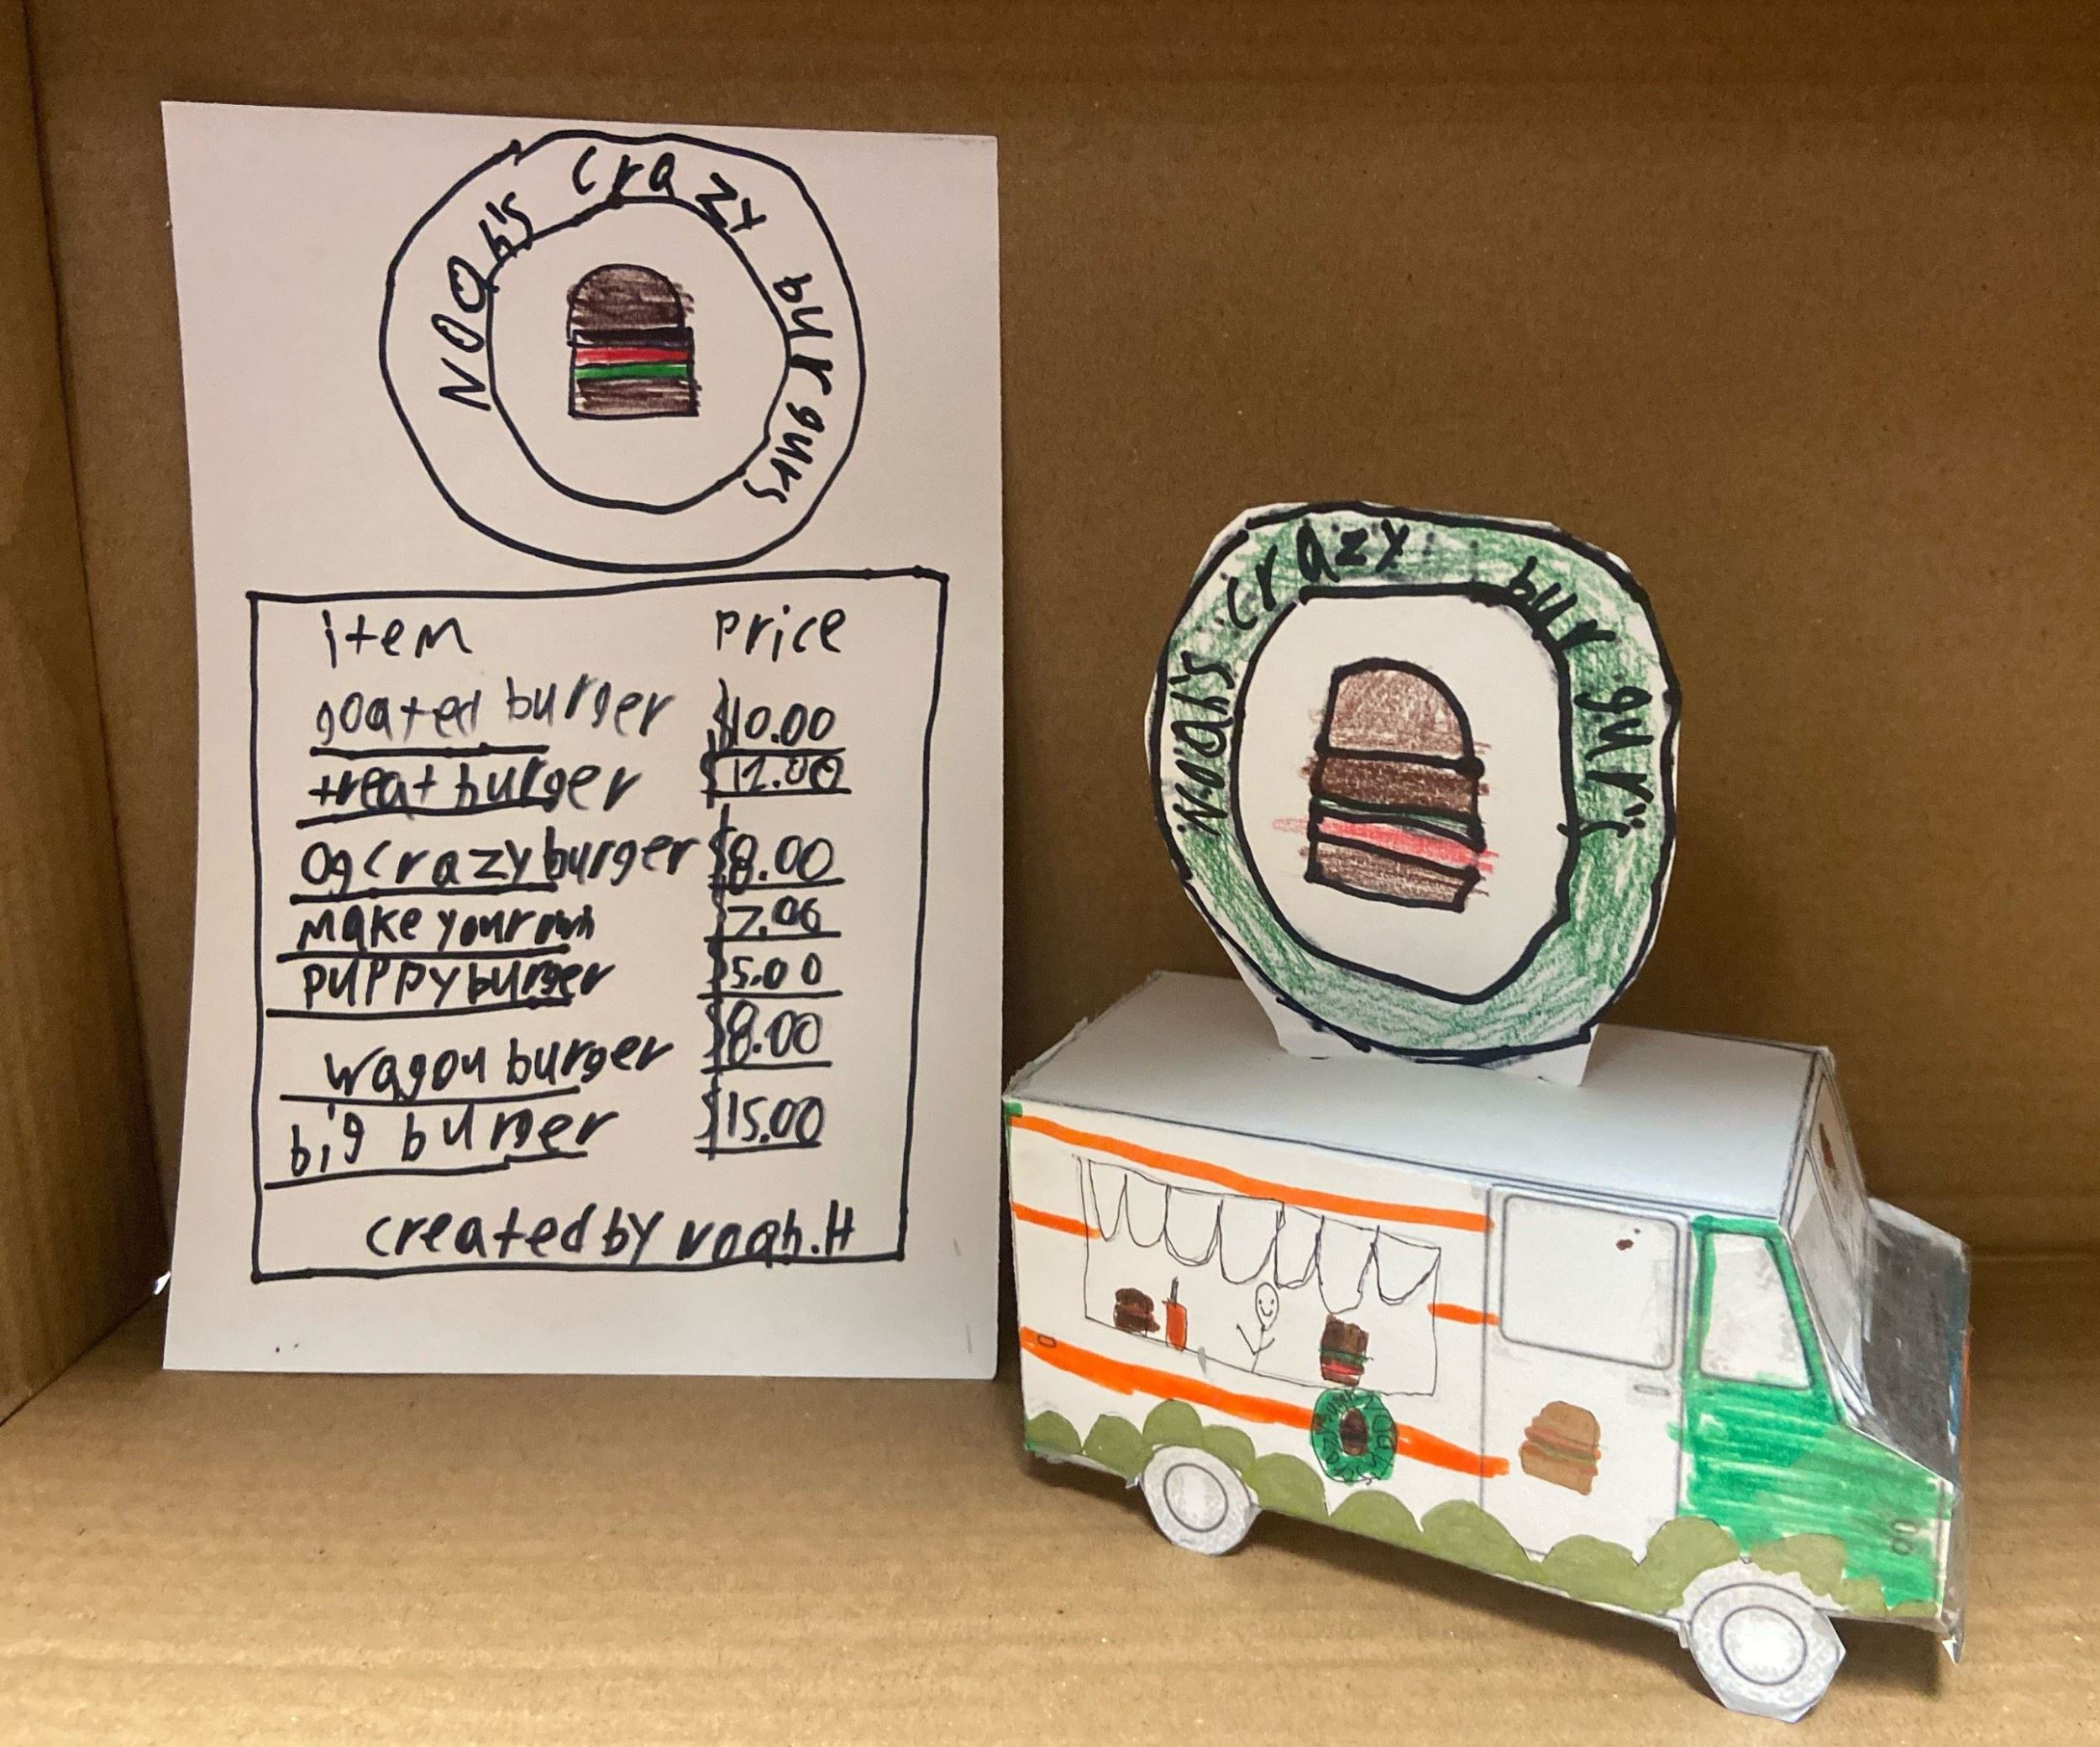 Noah's crazy burgurs
item price
goated burger $10.00
treat burger $12.00
og crazy burger $8.00
make your own $7.00
puppy burger $5.00
wagon burger $8.00
big burger $15.00
created by noah.H
Noah's crazy burgurs